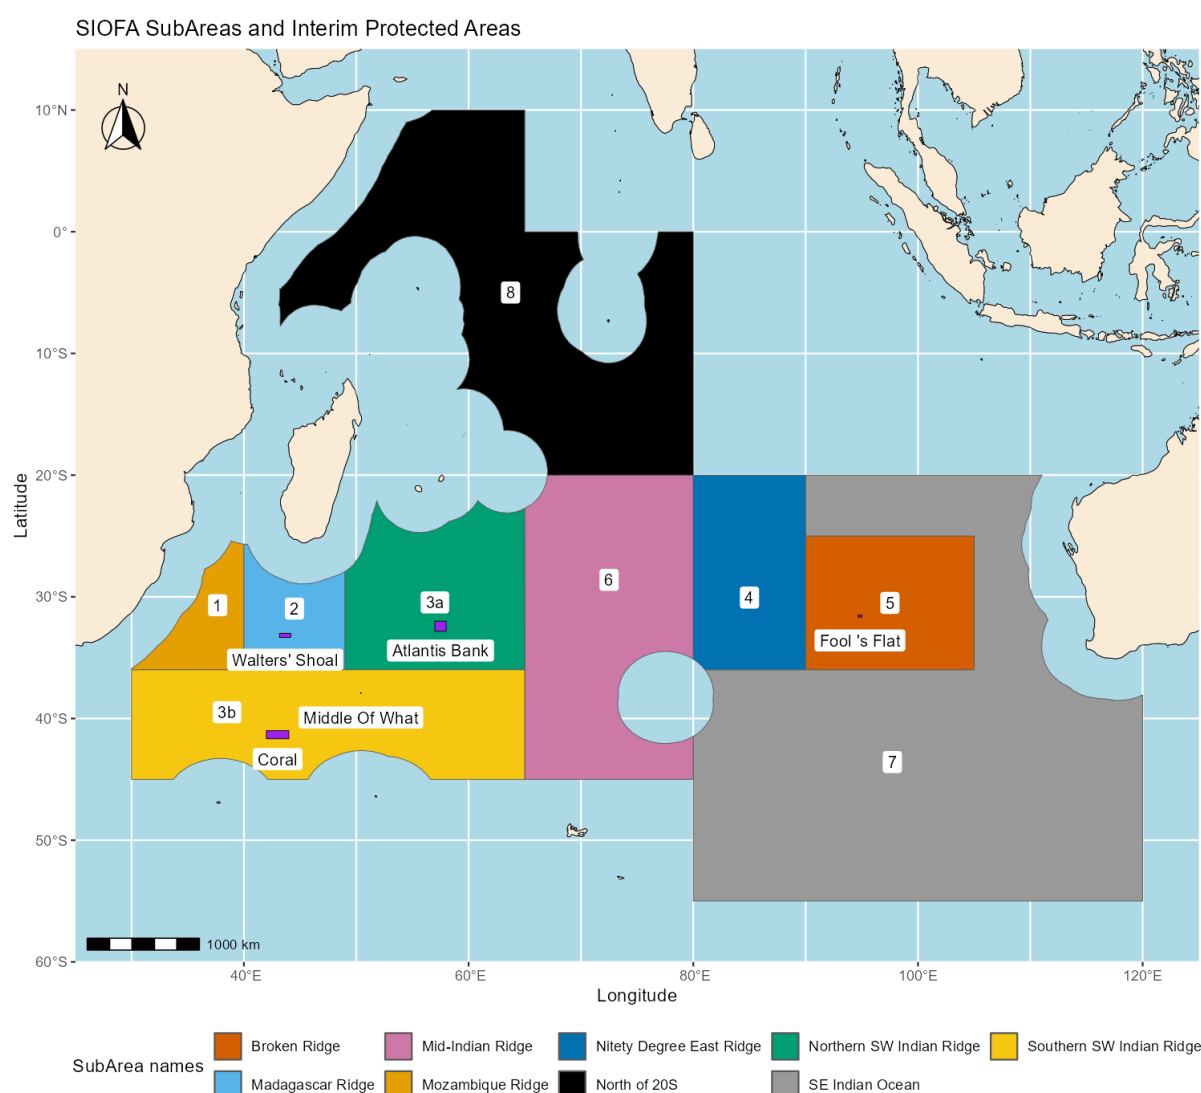 SIOFA SubAreas and Interim Protected Areas
N
10°N
0°
8
10°S
20°S
Latitude
6
30°S
1
2
3a
4
5
Fool 's Flat
Atlantis Bank
Walters' Shoal
3b
Middle Of What
40°S
Coral
7
50°S
1000 km
60°S
40°E
60°E
80°E
100°E
120°E
Longitude
SubArea names
Broken Ridge
Mid-Indian Ridge
Nitety Degree East Ridge
Northern SW Indian Ridge
Southern SW Indian Ridge
Madagascar Ridge
Mozambique Ridge
North of 20S
SE Indian Ocean